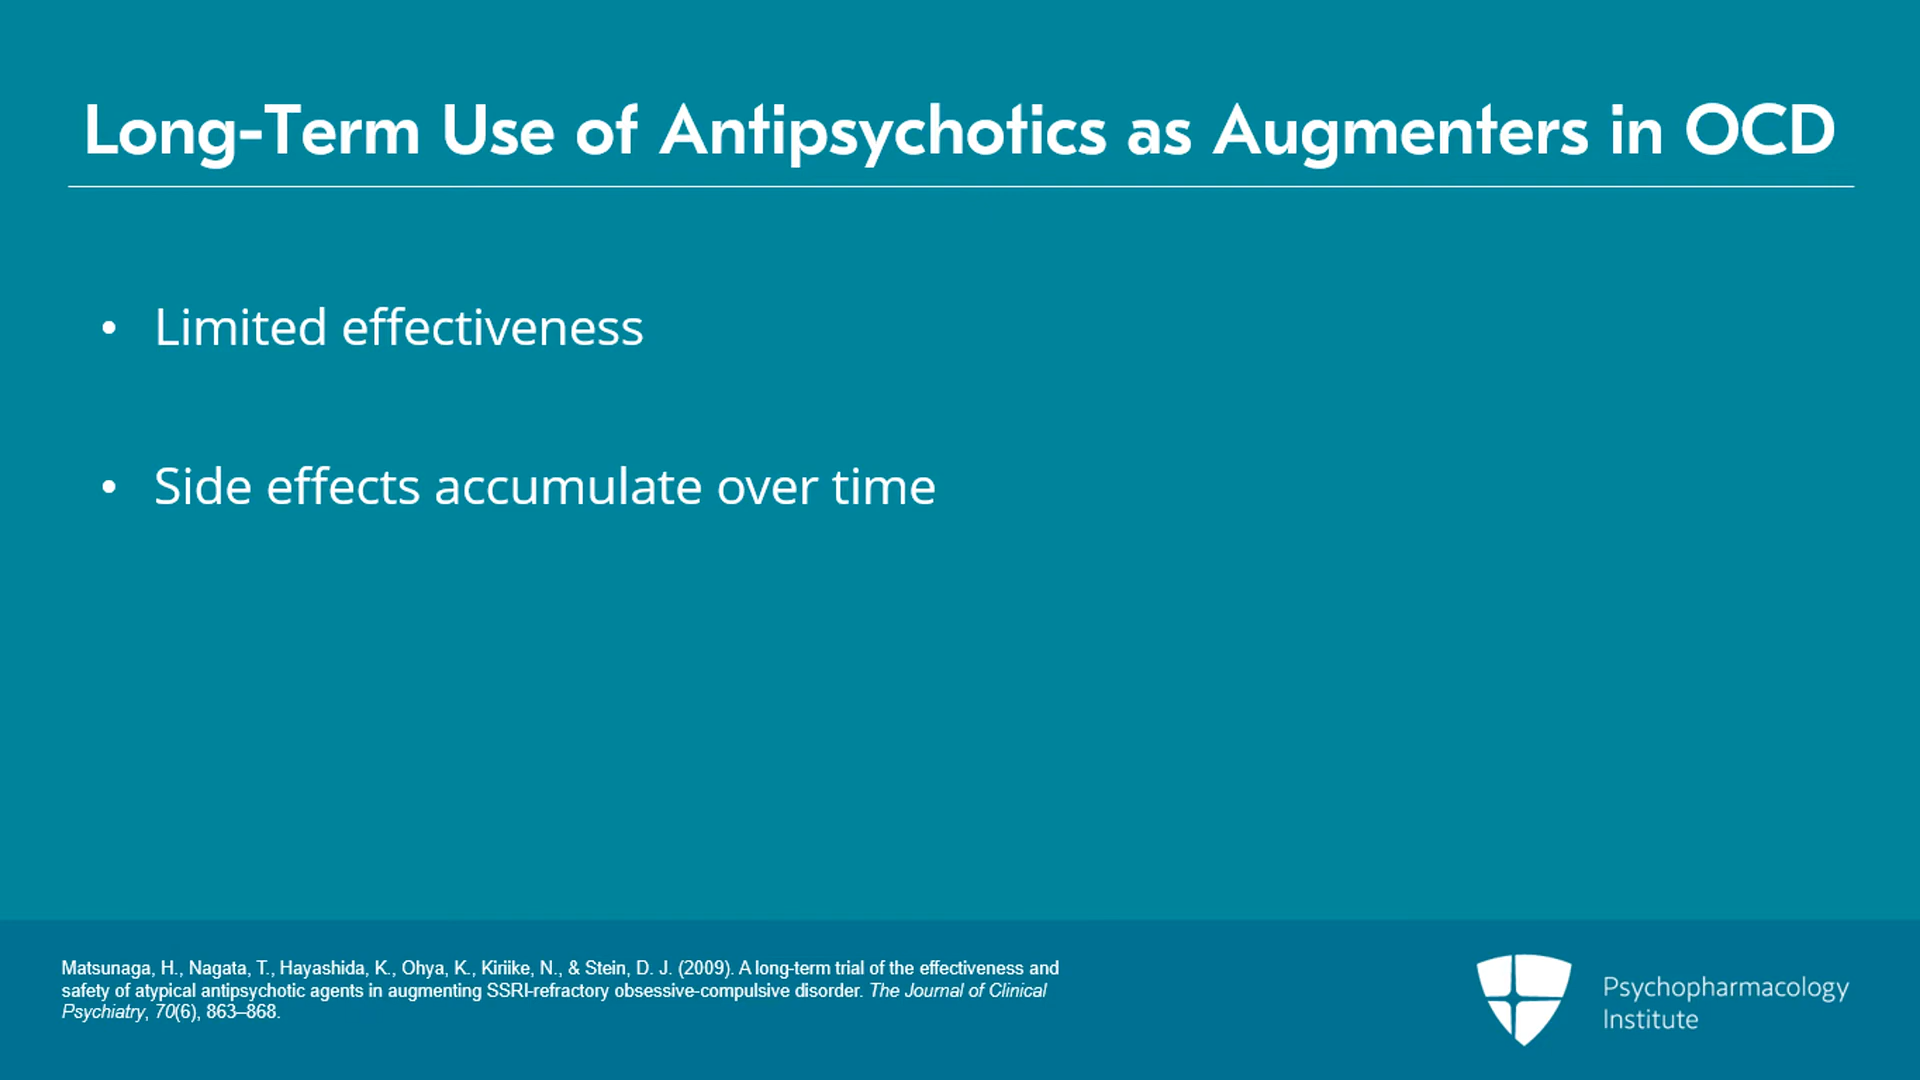 Long-Term Use of Antipsychotics as Augmenters in OCD
• Limited effectiveness
• Side effects accumulate over time
Matsunaga, H., Nagata, T., Hayashida, K., Ohya, K., Kiriike, N., & Stein, D. J. (2009). A long-term trial of the effectiveness and
safety of atypical antipsychotic agents in augmenting SSRI-refractory obsessive-compulsive disorder. The Journal of Clinical
Psychiatry, 70(6), 863–868.
Psychopharmacology
Institute